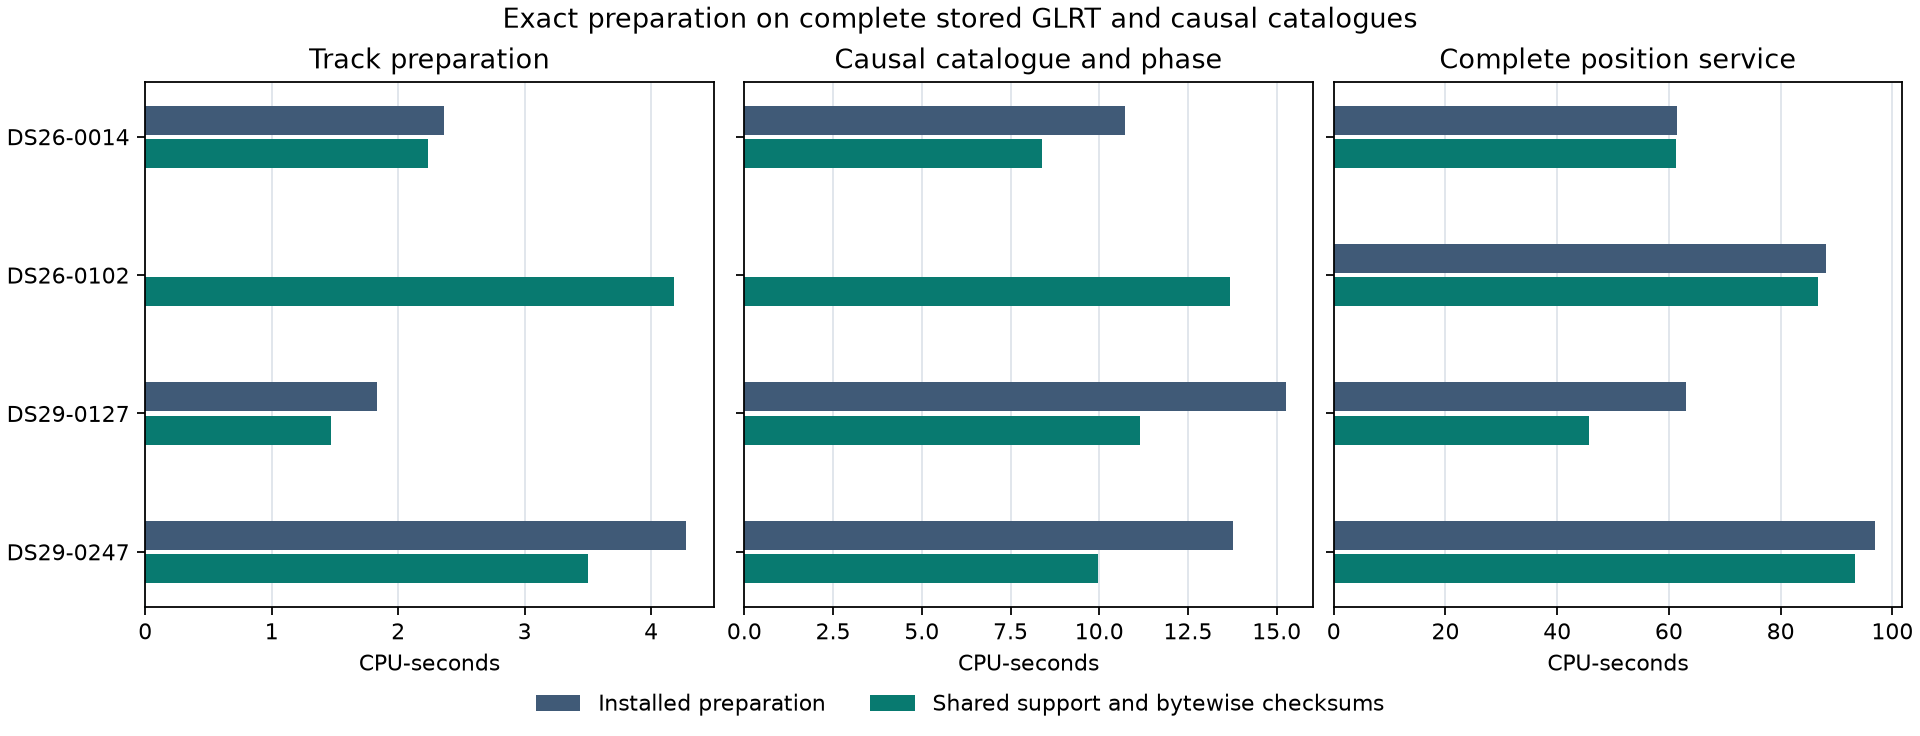 Exact preparation on complete stored GLRT and causal catalogues
Track preparation
Causal catalogue and phase
Complete position service
DS26-0014
DS26-0102
DS29-0127
DS29-0247
0 1 2 3 4
0.0 2.5 5.0 7.5 10.0 12.5 15.0
0 20 40 60 80 100
CPU-seconds
CPU-seconds
CPU-seconds
Installed preparation
Shared support and bytewise checksums